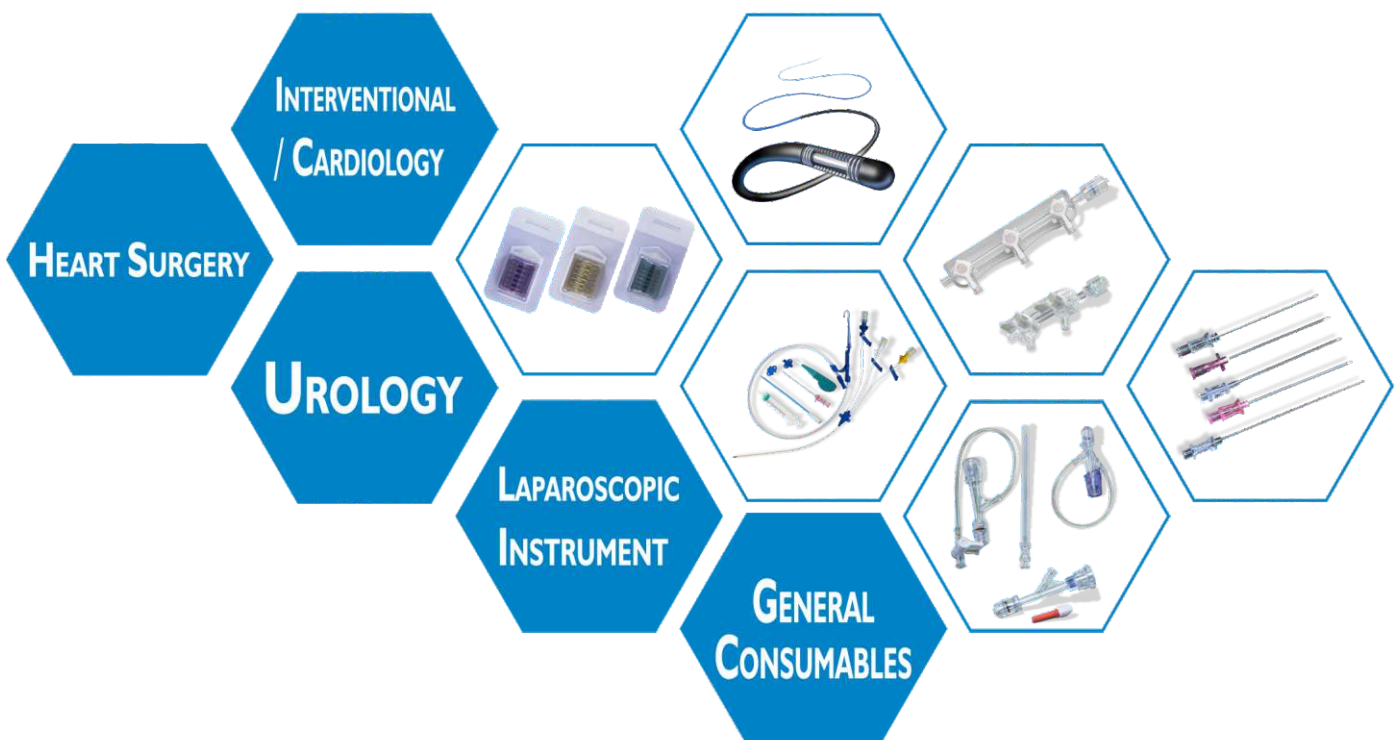 INTERVENTIONAL
/ CARDIOLOGY
HEART SURGERY
UROLOGY
LAPAROSCOPIC
INSTRUMENT
GENERAL
CONSUMABLES